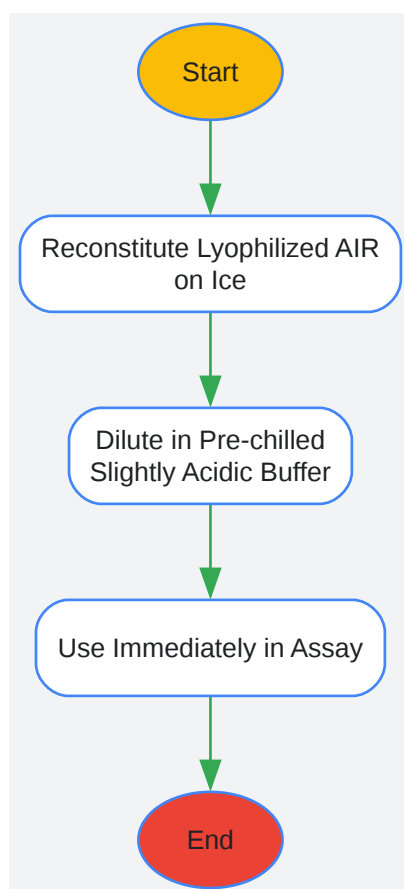 Start
Reconstitute Lyophilized AIR
on Ice
Dilute in Pre-chilled
Slightly Acidic Buffer
Use Immediately in Assay
End